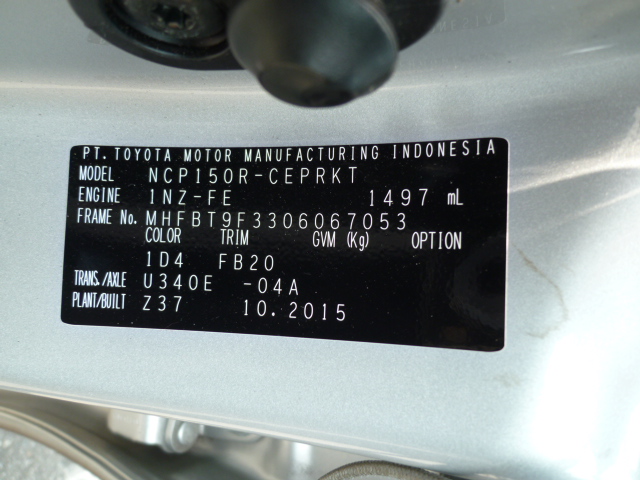 PT. TOYOTA MOTOR MANUFACTURING INDONESIA
MODEL NCP150R-CEPRKT
ENGINE 1NZ-FE 1497 mL
FRAME No. MHFBT9F3306067053
COLOR TRIM GVM (Kg) OPTION
1D4 FB20
TRANS./AXLE U340E -04A
PLANT/BUILT Z37 10.2015